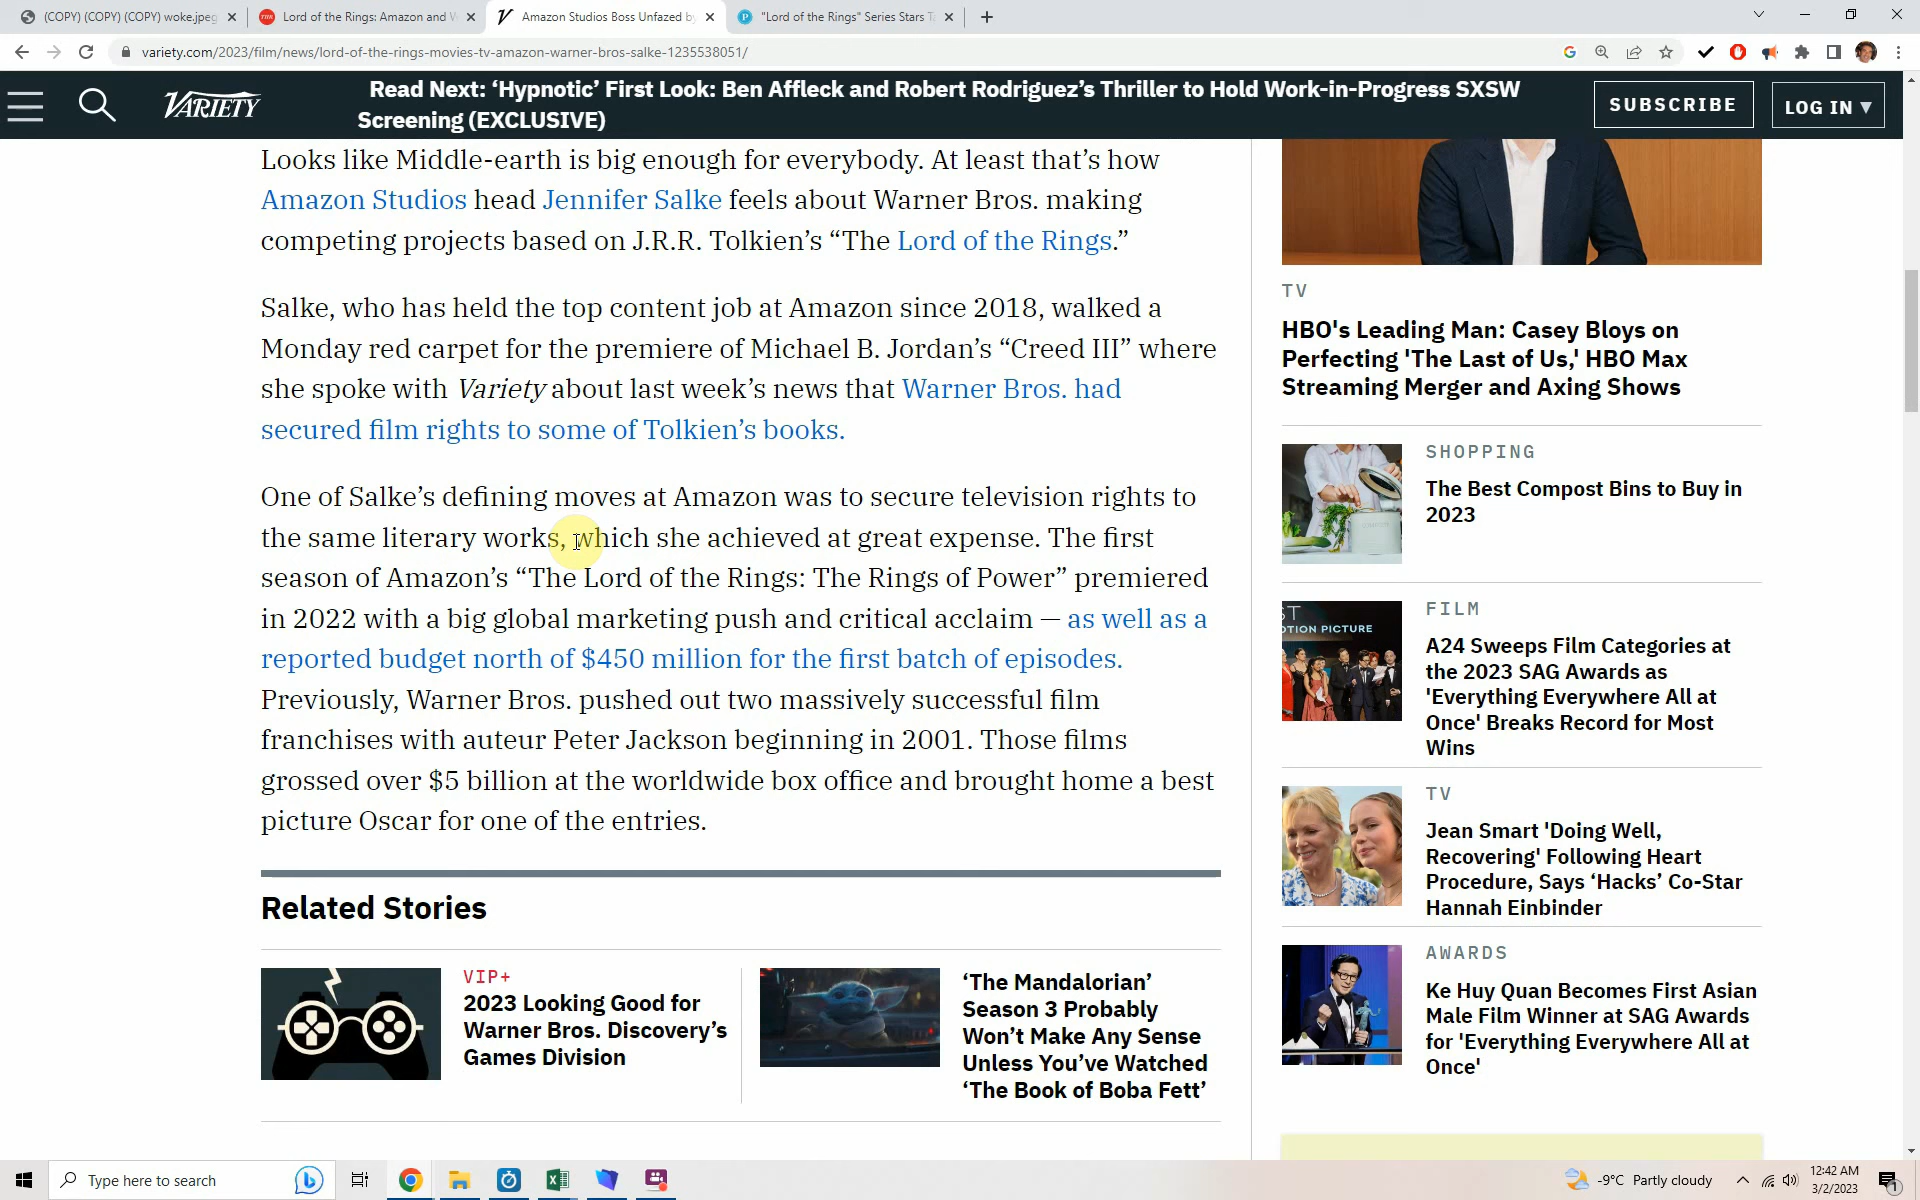 (COPY) (COPY) (COPY) woke.jpeg
Lord of the Rings: Amazon and W
Amazon Studios Boss Unfazed by
"Lord of the Rings" Series Stars Ta
variety.com/2023/film/news/lord-of-the-rings-movies-tv-amazon-warner-bros-salke-1235538051/
VARIETY
Read Next: ‘Hypnotic’ First Look: Ben Affleck and Robert Rodriguez’s Thriller to Hold Work-in-Progress SXSW
Screening (EXCLUSIVE)
SUBSCRIBE
LOG IN ▼
Looks like Middle-earth is big enough for everybody. At least that’s how
Amazon Studios head Jennifer Salke feels about Warner Bros. making
competing projects based on J.R.R. Tolkien’s “The Lord of the Rings.”
Salke, who has held the top content job at Amazon since 2018, walked a
Monday red carpet for the premiere of Michael B. Jordan’s “Creed III” where
she spoke with Variety about last week’s news that Warner Bros. had
secured film rights to some of Tolkien’s books.
One of Salke’s defining moves at Amazon was to secure television rights to
the same literary works, which she achieved at great expense. The first
season of Amazon’s “The Lord of the Rings: The Rings of Power” premiered
in 2022 with a big global marketing push and critical acclaim — as well as a
reported budget north of $450 million for the first batch of episodes.
Previously, Warner Bros. pushed out two massively successful film
franchises with auteur Peter Jackson beginning in 2001. Those films
grossed over $5 billion at the worldwide box office and brought home a best
picture Oscar for one of the entries.
Related Stories
VIP+
2023 Looking Good for
Warner Bros. Discovery’s
Games Division
‘The Mandalorian’
Season 3 Probably
Won’t Make Any Sense
Unless You’ve Watched
‘The Book of Boba Fett’
TV
HBO's Leading Man: Casey Bloys on
Perfecting 'The Last of Us,' HBO Max
Streaming Merger and Axing Shows
SHOPPING
The Best Compost Bins to Buy in
2023
ST
OTION PICTURE
FILM
A24 Sweeps Film Categories at
the 2023 SAG Awards as
'Everything Everywhere All at
Once' Breaks Record for Most
Wins
TV
Jean Smart 'Doing Well,
Recovering' Following Heart
Procedure, Says ‘Hacks’ Co-Star
Hannah Einbinder
AWARDS
Ke Huy Quan Becomes First Asian
Male Film Winner at SAG Awards
for 'Everything Everywhere All at
Once'
Type here to search
-9°C Partly cloudy
12:42 AM
3/2/2023
1